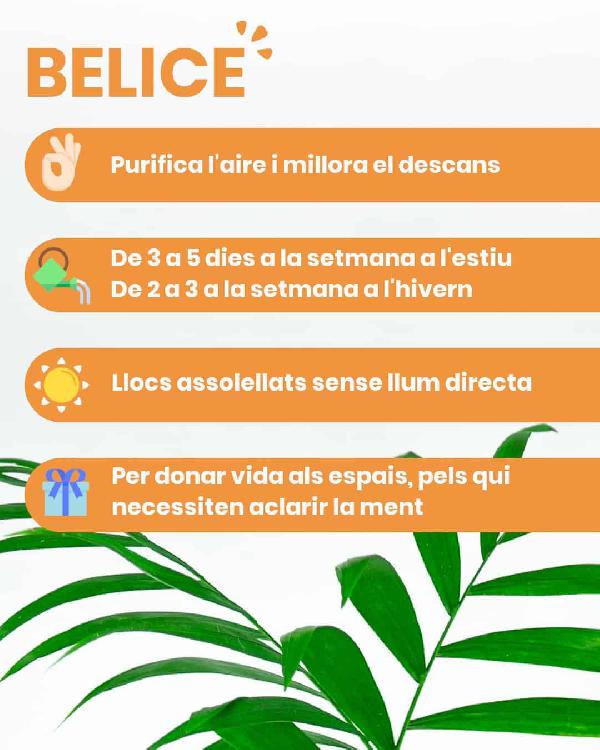 BELICE
Purifica l'aire i millora el descans
De 3 a 5 dies a la setmana a l'estiu
De 2 a 3 a la setmana a l'hivern
Llocs assolellats sense llum directa
Per donar vida als espais, pels qui
necessiten aclarir la ment